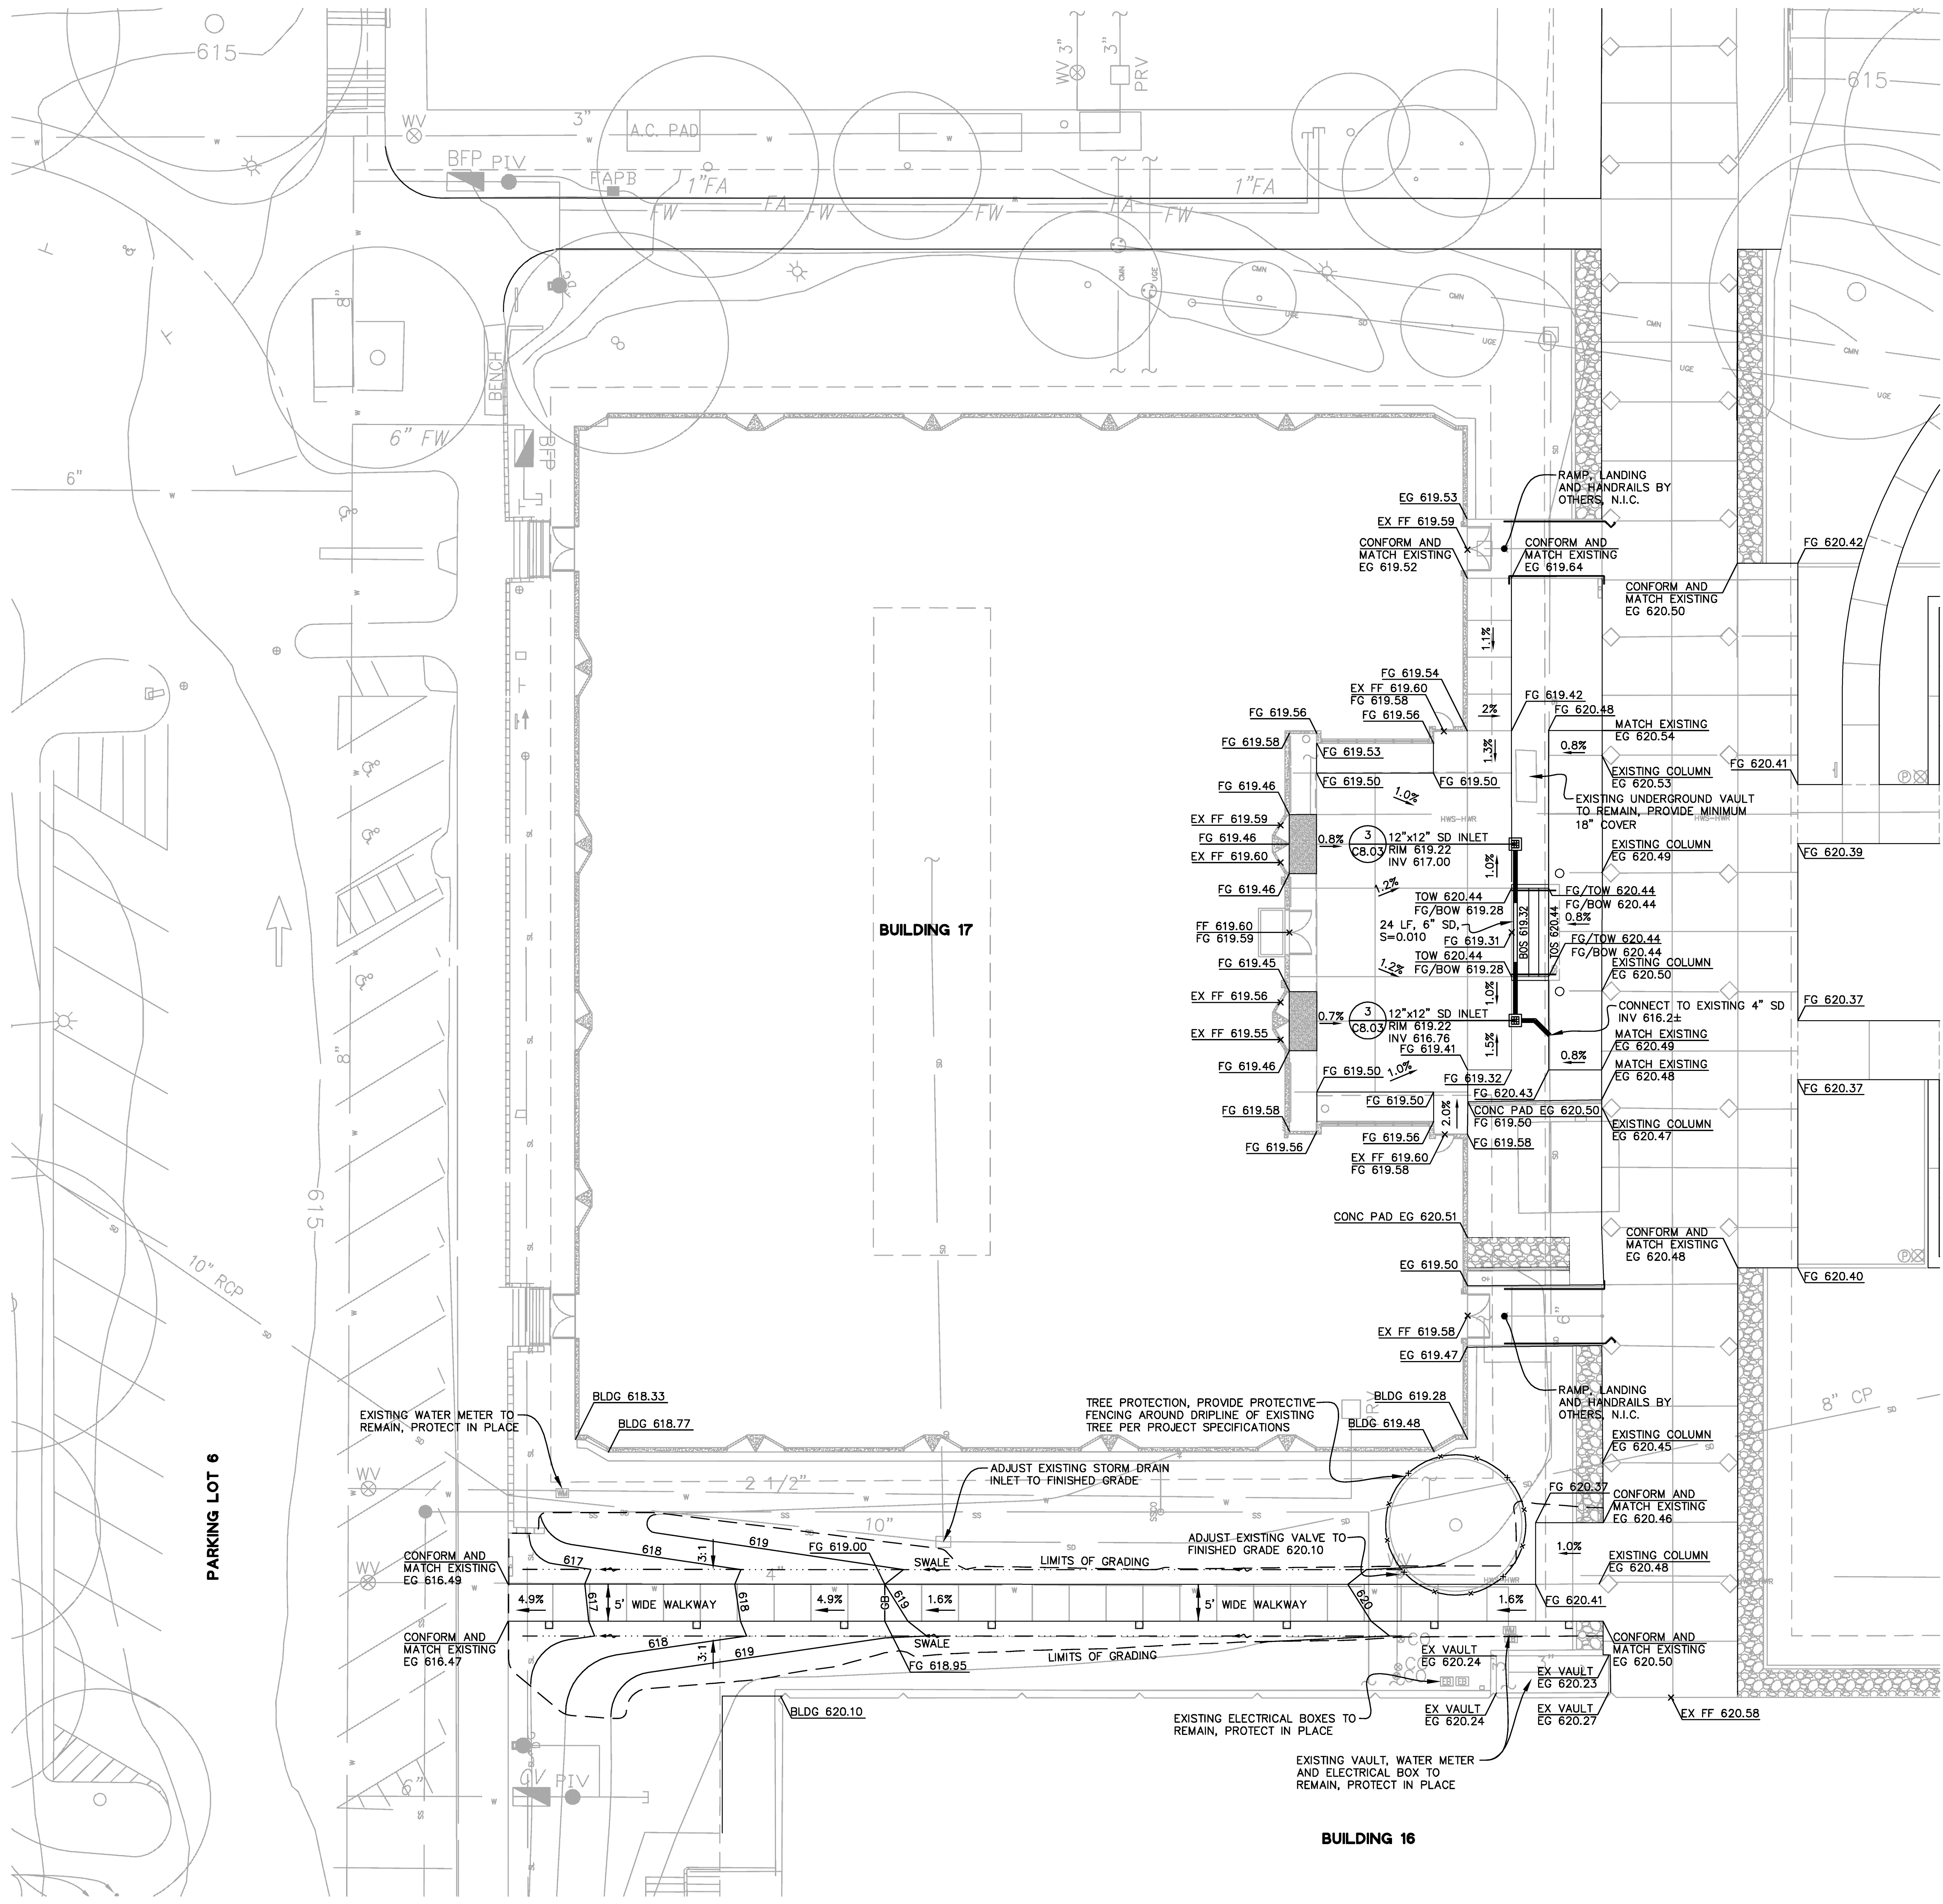 615
WV 3"
3"
PRV
615
WV
3"
A.C. PAD
BFP
PIV
FAPB
1"FA
1"FA
FW
FA
FW
FW
FA
FW
CMN
CMN
CMN
CMN
CMN
UGE
UGE
UGE
UGE
UGE
SD
8"
BENCH
6" FW
BFP
6"
RAMP, LANDING
AND HANDRAILS BY
OTHERS, N.I.C.
EG 619.53
EX FF 619.59
CONFORM AND
MATCH EXISTING
EG 619.52
CONFORM AND
MATCH EXISTING
EG 619.64
FG 620.42
CONFORM AND
MATCH EXISTING
EG 620.50
1.1%
FG 619.54
EX FF 619.60
FG 619.58
FG 619.56
FG 619.56
FG 619.58
FG 619.53
2%
1.3%
FG 619.42
FG 620.48
MATCH EXISTING
EG 620.54
0.8%
FG 620.41
EXISTING COLUMN
EG 620.53
FG 619.50
FG 619.50
FG 619.46
1.0%
EXISTING UNDERGROUND VAULT
TO REMAIN, PROVIDE MINIMUM
18" COVER
HWS-HWR
HWS-HWR
EX FF 619.59
FG 619.46
EX FF 619.60
FG 619.46
0.8%
3
C8.03
12"x12" SD INLET
RIM 619.22
INV 617.00
1.0%
EXISTING COLUMN
EG 620.49
FG 620.39
1.2%
TOW 620.44
FG/BOW 619.28
FG/TOW 620.44
FG/BOW 620.44
0.8%
24 LF, 6" SD,
S=0.010
FG 619.31
BOS 619.32
TOS 620.44
BUILDING 17
FF 619.60
FG 619.59
TOW 620.44
FG/BOW 619.28
FG/TOW 620.44
FG/BOW 620.44
EXISTING COLUMN
EG 620.50
1.2%
FG 619.45
EX FF 619.56
EX FF 619.55
FG 619.46
0.7%
3
C8.03
12"x12" SD INLET
RIM 619.22
INV 616.76
1.0%
CONNECT TO EXISTING 4" SD
INV 616.2±
FG 620.37
MATCH EXISTING
EG 620.49
1.5%
0.8%
FG 619.41
MATCH EXISTING
EG 620.48
FG 619.50
1.0%
FG 619.32
FG 620.43
FG 620.37
FG 619.58
FG 619.50
2.0%
CONC PAD EG 620.50
FG 619.50
EXISTING COLUMN
EG 620.47
FG 619.56
FG 619.56
FG 619.58
EX FF 619.60
FG 619.58
8"
615
10" RCP
CONC PAD EG 620.51
CONFORM AND
MATCH EXISTING
EG 620.48
EG 619.50
FG 620.40
6"
EX FF 619.58
EG 619.47
RAMP, LANDING
AND HANDRAILS BY
OTHERS, N.I.C.
8" CP
BLDG 618.33
BLDG 618.77
EXISTING WATER METER TO
REMAIN, PROTECT IN PLACE
TREE PROTECTION, PROVIDE PROTECTIVE
FENCING AROUND DRIPLINE OF EXISTING
TREE PER PROJECT SPECIFICATIONS
BLDG 619.28
BLDG 619.48
EXISTING COLUMN
EG 620.45
PARKING LOT 6
WV
WM
2 1/2"
ADJUST EXISTING STORM DRAIN
INLET TO FINISHED GRADE
FG 620.37
CONFORM AND
MATCH EXISTING
EG 620.46
10"
SSCO
ADJUST EXISTING VALVE TO
FINISHED GRADE 620.10
WV
1.0%
EXISTING COLUMN
EG 620.48
CONFORM AND
MATCH EXISTING
EG 616.49
617
618
619
3:1
FG 619.00
SWALE
LIMITS OF GRADING
4"
WV
HWS-HWR
4.9%
617
5' WIDE WALKWAY
618
4.9%
GB
619
1.6%
5' WIDE WALKWAY
620
1.6%
FG 620.41
CONFORM AND
MATCH EXISTING
EG 616.47
618
3:1
619
SWALE
LIMITS OF GRADING
FG 618.95
CONFORM AND
MATCH EXISTING
EG 620.50
EX VAULT
EG 620.24
EX VAULT
EG 620.23
BLDG 620.10
EXISTING ELECTRICAL BOXES TO
REMAIN, PROTECT IN PLACE
EX VAULT
EG 620.24
EX VAULT
EG 620.27
EX FF 620.58
EXISTING VAULT, WATER METER
AND ELECTRICAL BOX TO
REMAIN, PROTECT IN PLACE
CV
PIV
6"
BUILDING 16